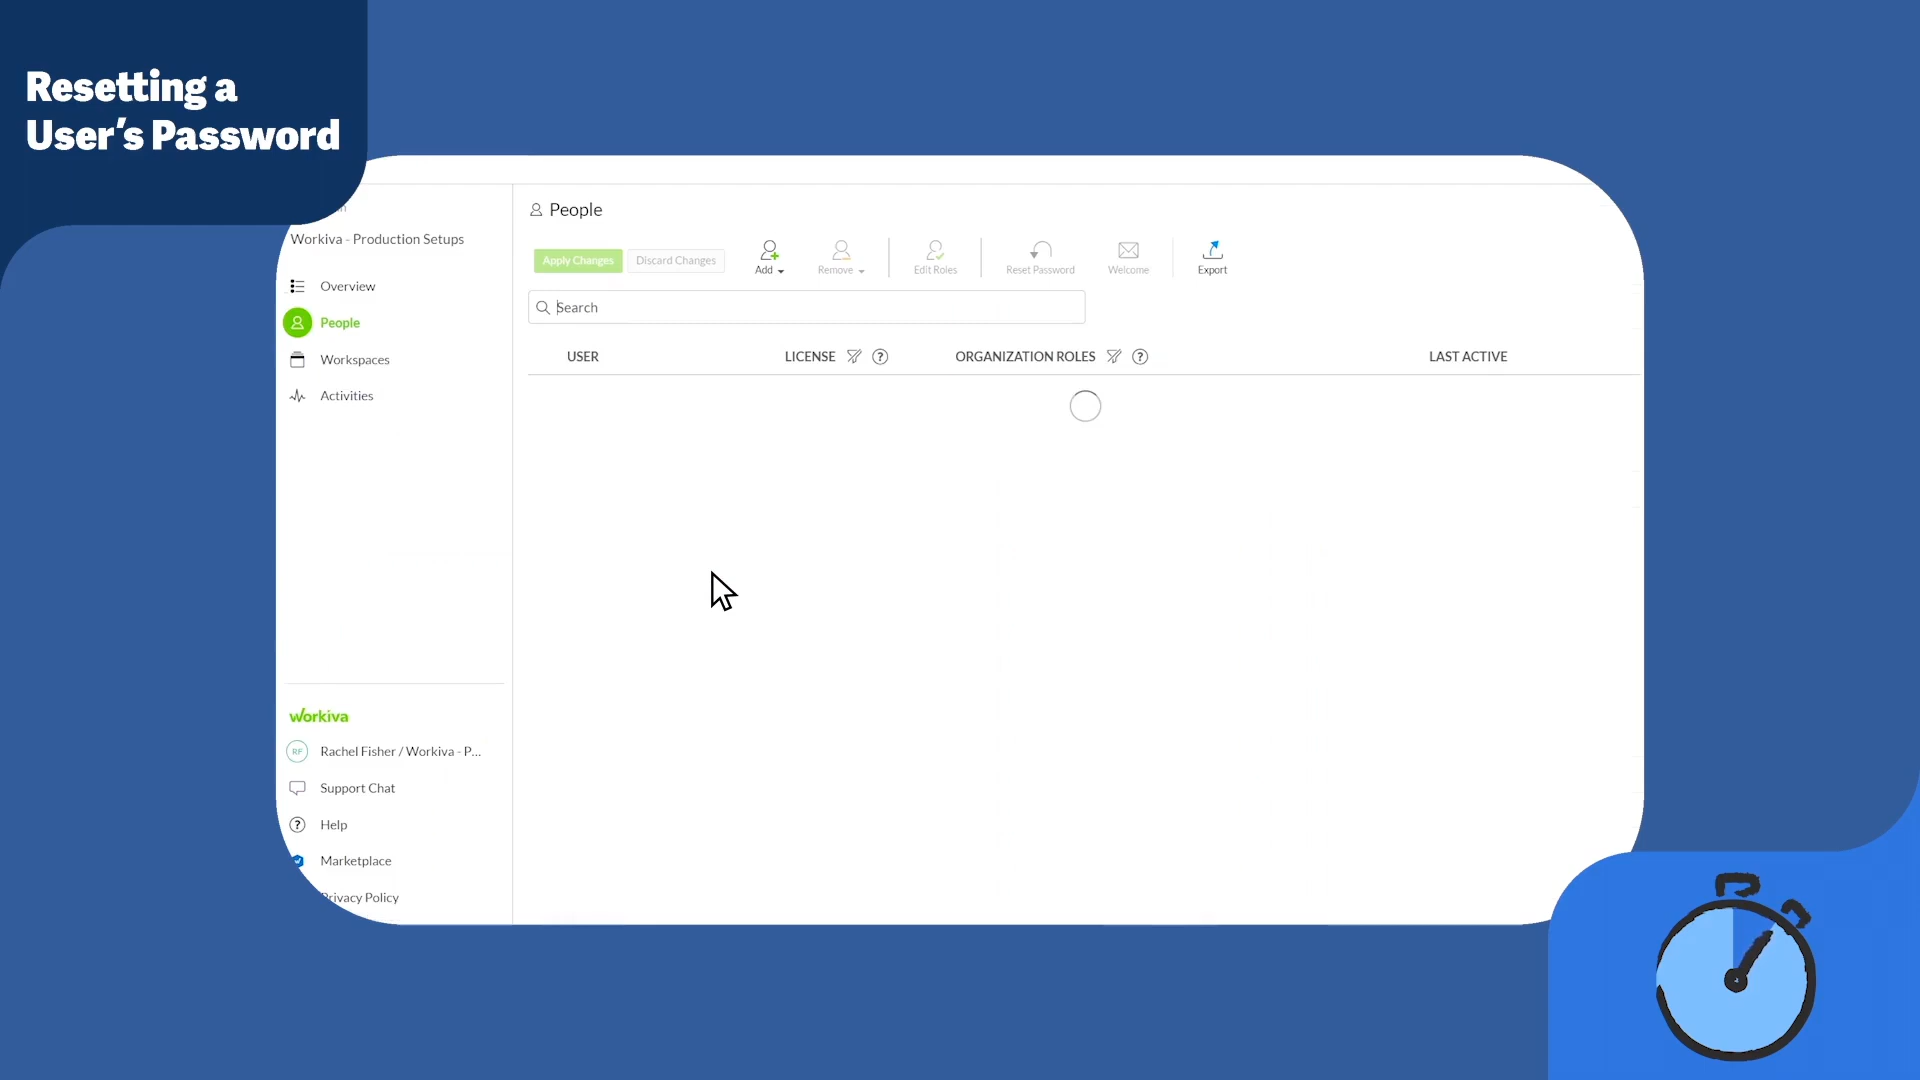 Resetting a
User's Password
Workiva - Production Setups
Overview
People
Workspaces
Activities
workiva
RF Rachel Fisher / Workiva - P...
Support Chat
Help
Marketplace
Privacy Policy
People
Apply Changes Discard Changes Add Remove Edit Roles Reset Password Welcome Export
Search
USER LICENSE ORGANIZATION ROLES LAST ACTIVE